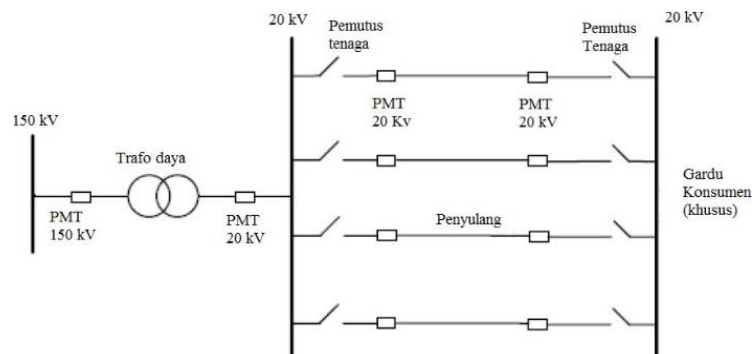 20 kV
Pemutus
tenaga
Pemutus
Tenaga
20 kV
PMT
20 Kv
PMT
20 kV
150 kV
Trafo daya
PMT
150 kV
PMT
20 kV
Penyulang
Gardu
Konsumen
(khusus)